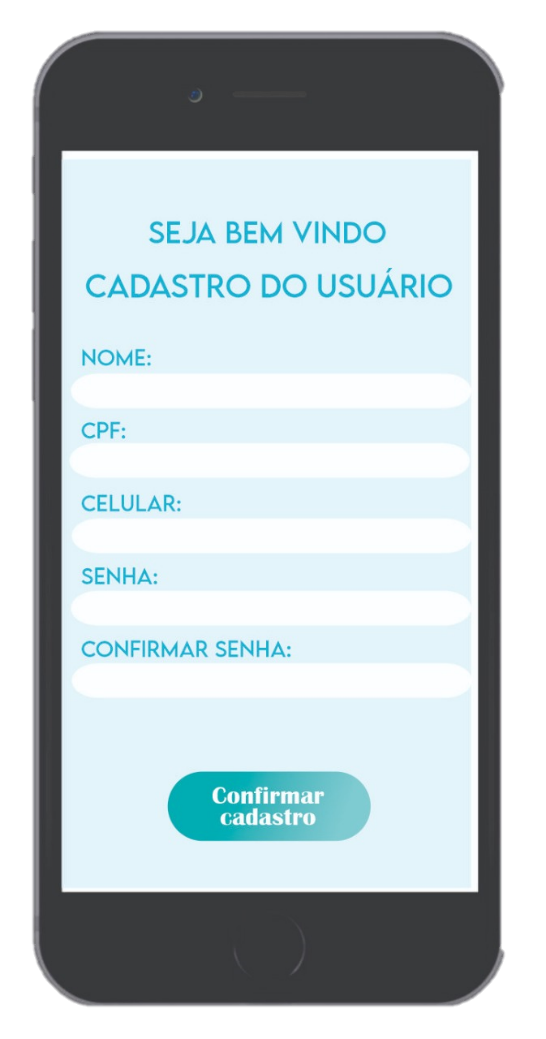 SEJA BEM VINDO
CADASTRO DO USUÁRIO
NOME:
CPF:
CELULAR:
SENHA:
CONFIRMAR SENHA:
Confirmar
cadastro